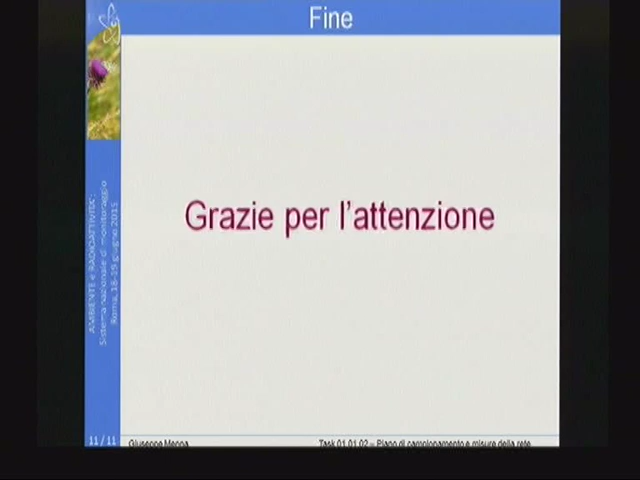 Fine
Grazie per l'attenzione
AMBIENTE e RADIOATTIVITA':
Sistema nazionale di monitoraggio
Roma, 18-19 giugno 2015
11/11
Giuseppe Menna
Task 01.01.02 – Piano di campionamento e misure della rete